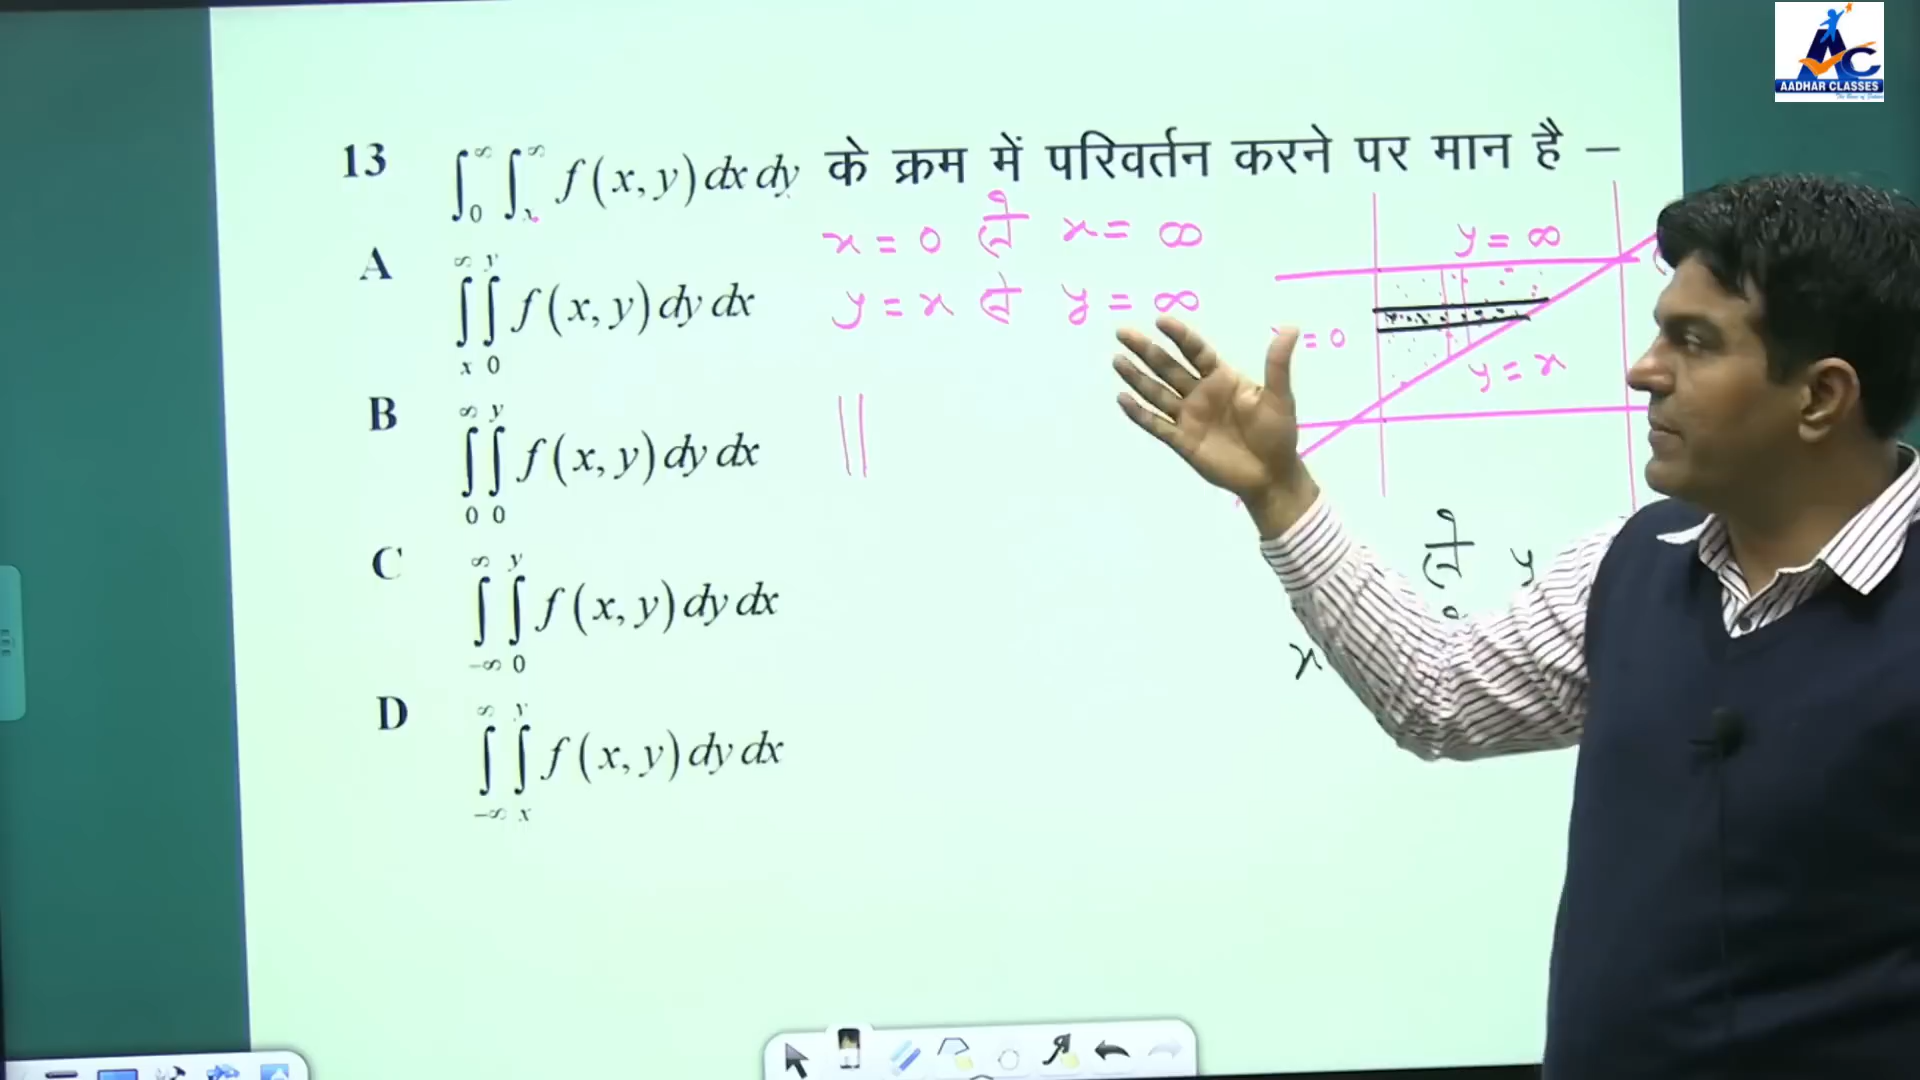 AADHAR CLASSES
13 ∫₀^∞ ∫ₓ^∞ f(x, y) dx dy के क्रम में परिवर्तन करने पर मान है –
x = 0 से x = ∞
y = x से y = ∞
y = ∞
= 0
y = x
A ∫ₓ^∞ ∫₀^y f(x, y) dy dx
B ∫₀^∞ ∫₀^y f(x, y) dy dx
C ∫₋∞^∞ ∫₀^y f(x, y) dy dx
D ∫₋∞^∞ ∫ₓ^y f(x, y) dy dx
से y
x